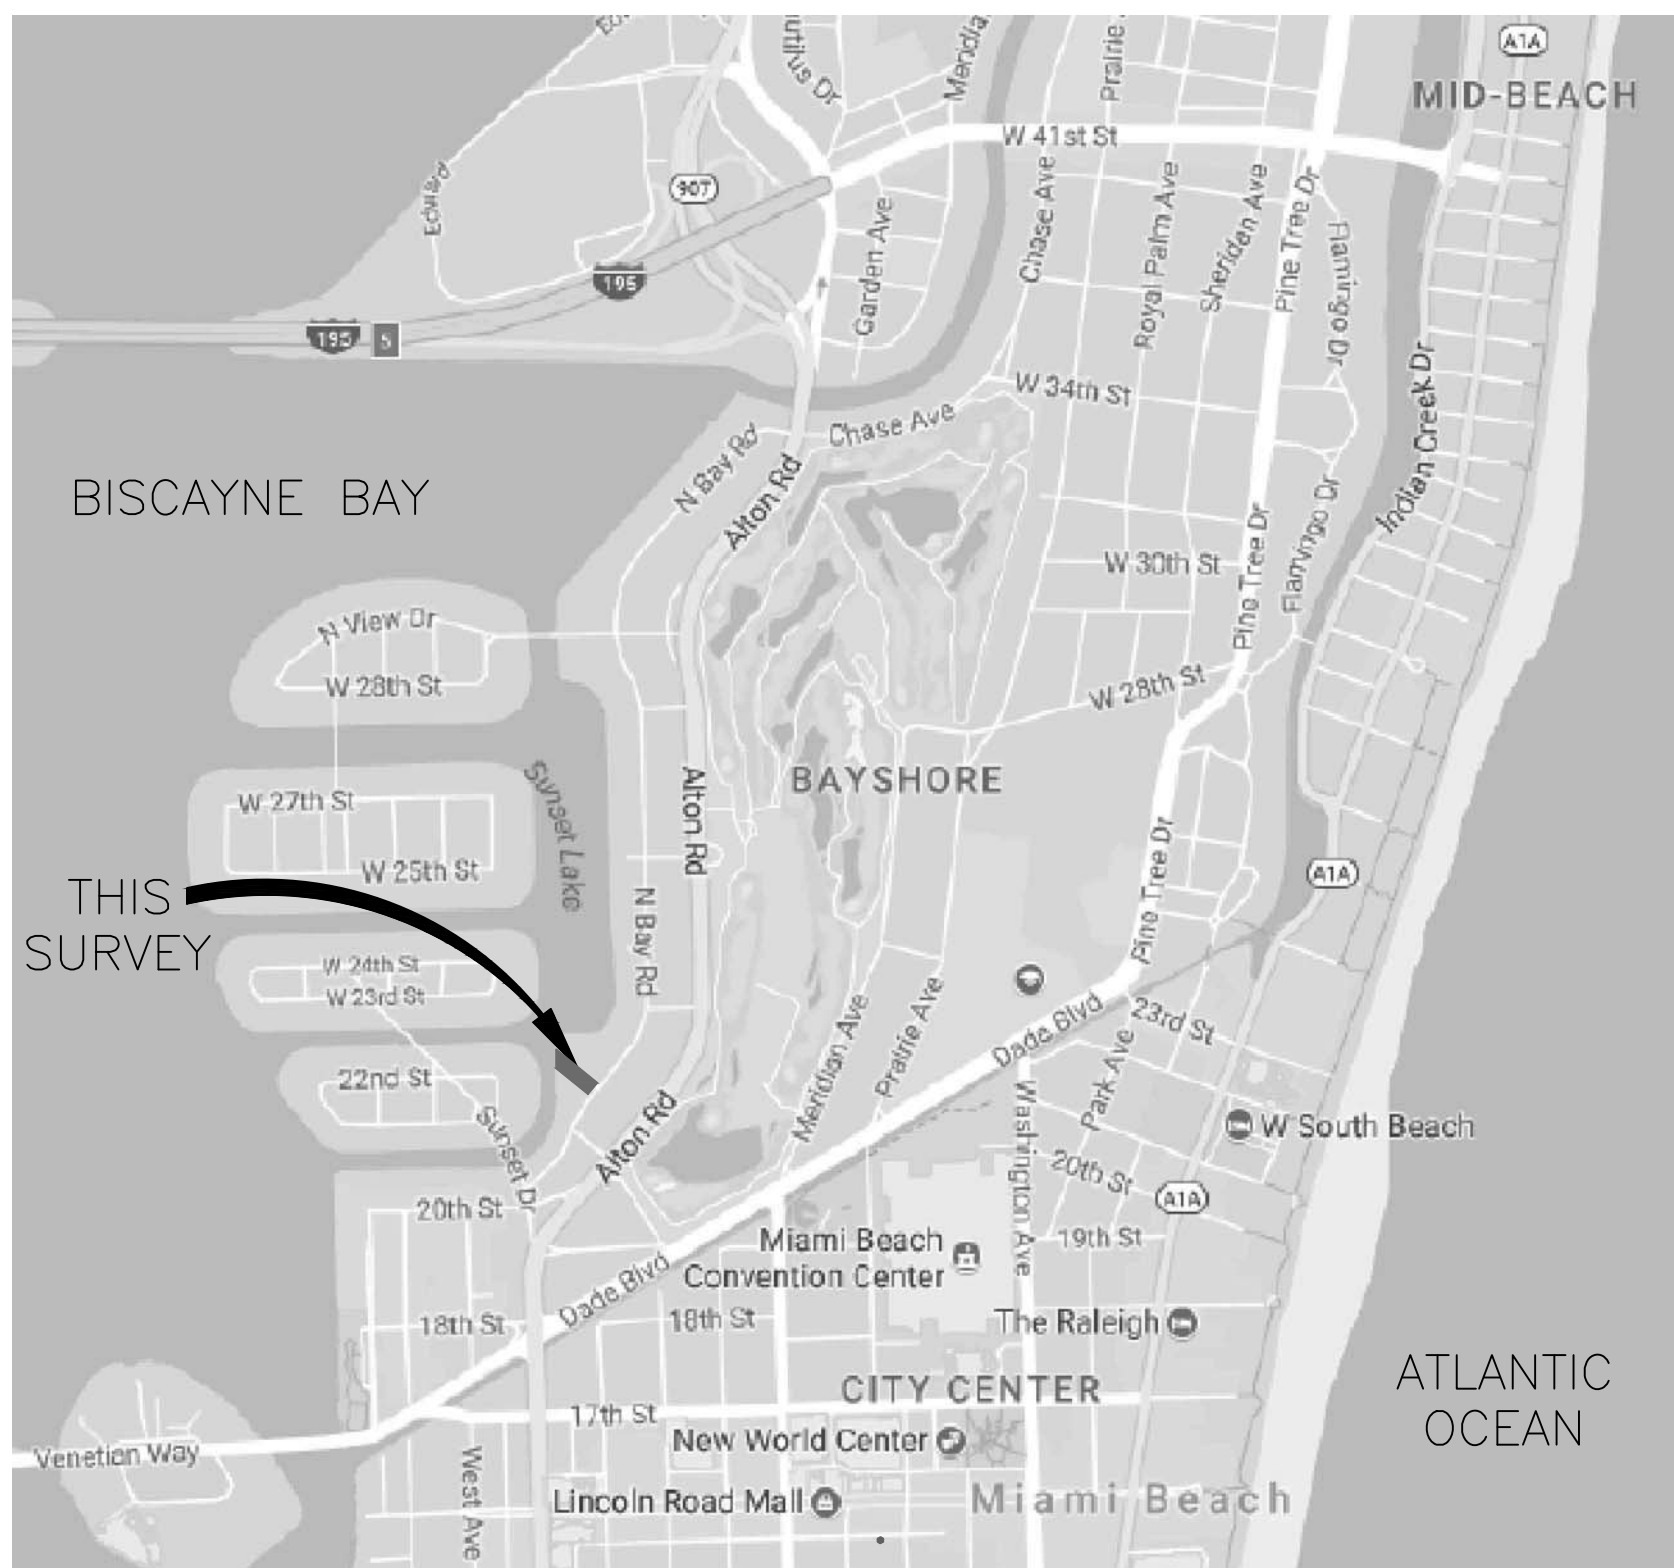 Edw
utilus Dr
Meridia
Prairie
A1A
MID-BEACH
W 41st St
Edward
907
Garden Ave
Chase Ave
Royal Palm Ave
Sheridan Ave
Pine Tree Dr
Flamingo Dr
195
195
5
W 34th St
Chase Ave
N Bay Rd
Alton Rd
Indian Creek Dr
BISCAYNE BAY
Pine Tree Dr
Flamingo Dr
W 30th St
N View Dr
W 28th St
W 28th St
Sunset Lake
Alton Rd
BAYSHORE
W 27th St
W 25th St
Pine Tree Dr
A1A
THIS
SURVEY
N Bay Rd
W 24th St
W 23rd St
Meridian Ave
Prairie Ave
Dade Blvd
23rd St
Park Ave
22nd St
Sunset Dr
Alton Rd
Washington Ave
W South Beach
20th St
A1A
20th St
19th St
Miami Beach
Convention Center
Dade Blvd
18th St
18th St
The Raleigh
ATLANTIC
OCEAN
CITY CENTER
17th St
New World Center
Venetian Way
West Ave
Lincoln Road Mall
Miami Beach